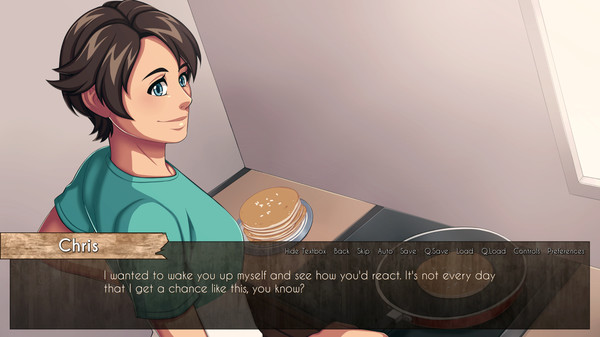 Chris
Hide Textbox Back Skip Auto Save Q.Save Load Q.Load Controls Preferences
I wanted to wake you up myself and see how you'd react. It's not every day
that I get a chance like this, you know?